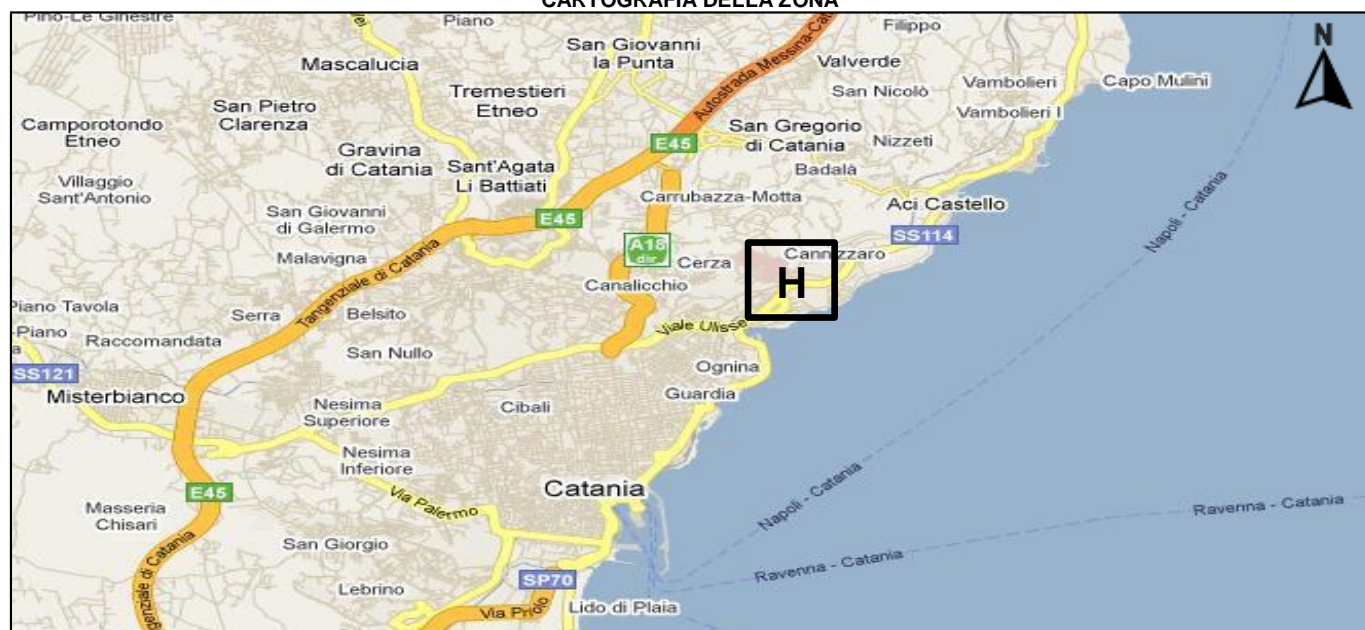 CARTOGRAFIA DELLA ZONA
Pino-Le Ginestre
Piano
Filippo
N
San Giovanni
la Punta
Mascalucia
Valverde
Vambolieri
Capo Mulini
San Nicolò
Tremestieri
Etneo
Autostrada Messina-Cat
San Pietro
Clarenza
Vambolieri I
Camporotondo
Etneo
San Gregorio
di Catania
Nizzeti
E45
Gravina
di Catania
Sant'Agata
Li Battiati
Badalà
Villaggio
Sant'Antonio
Carrubazza-Motta
Aci Castello
San Giovanni
di Galermo
E45
SS114
Napoli - Catania
A18
dir
Malavigna
Cerza
Cannizzaro
H
Canalicchio
Tangenziale di Catania
Piano Tavola
Serra
Belsito
Viale Ulisse
-Piano
Raccomandata
San Nullo
Ognina
SS121
Misterbianco
Guardia
Nesima
Superiore
Cibali
Nesima
Inferiore
E45
Catania
Via Palermo
Masseria
Chisari
Napoli - Catania
Ravenna - Catania
San Giorgio
genziale di Catania
Ravenna - Catania
Lebrino
SP70
Via Priolo
Lido di Plaia